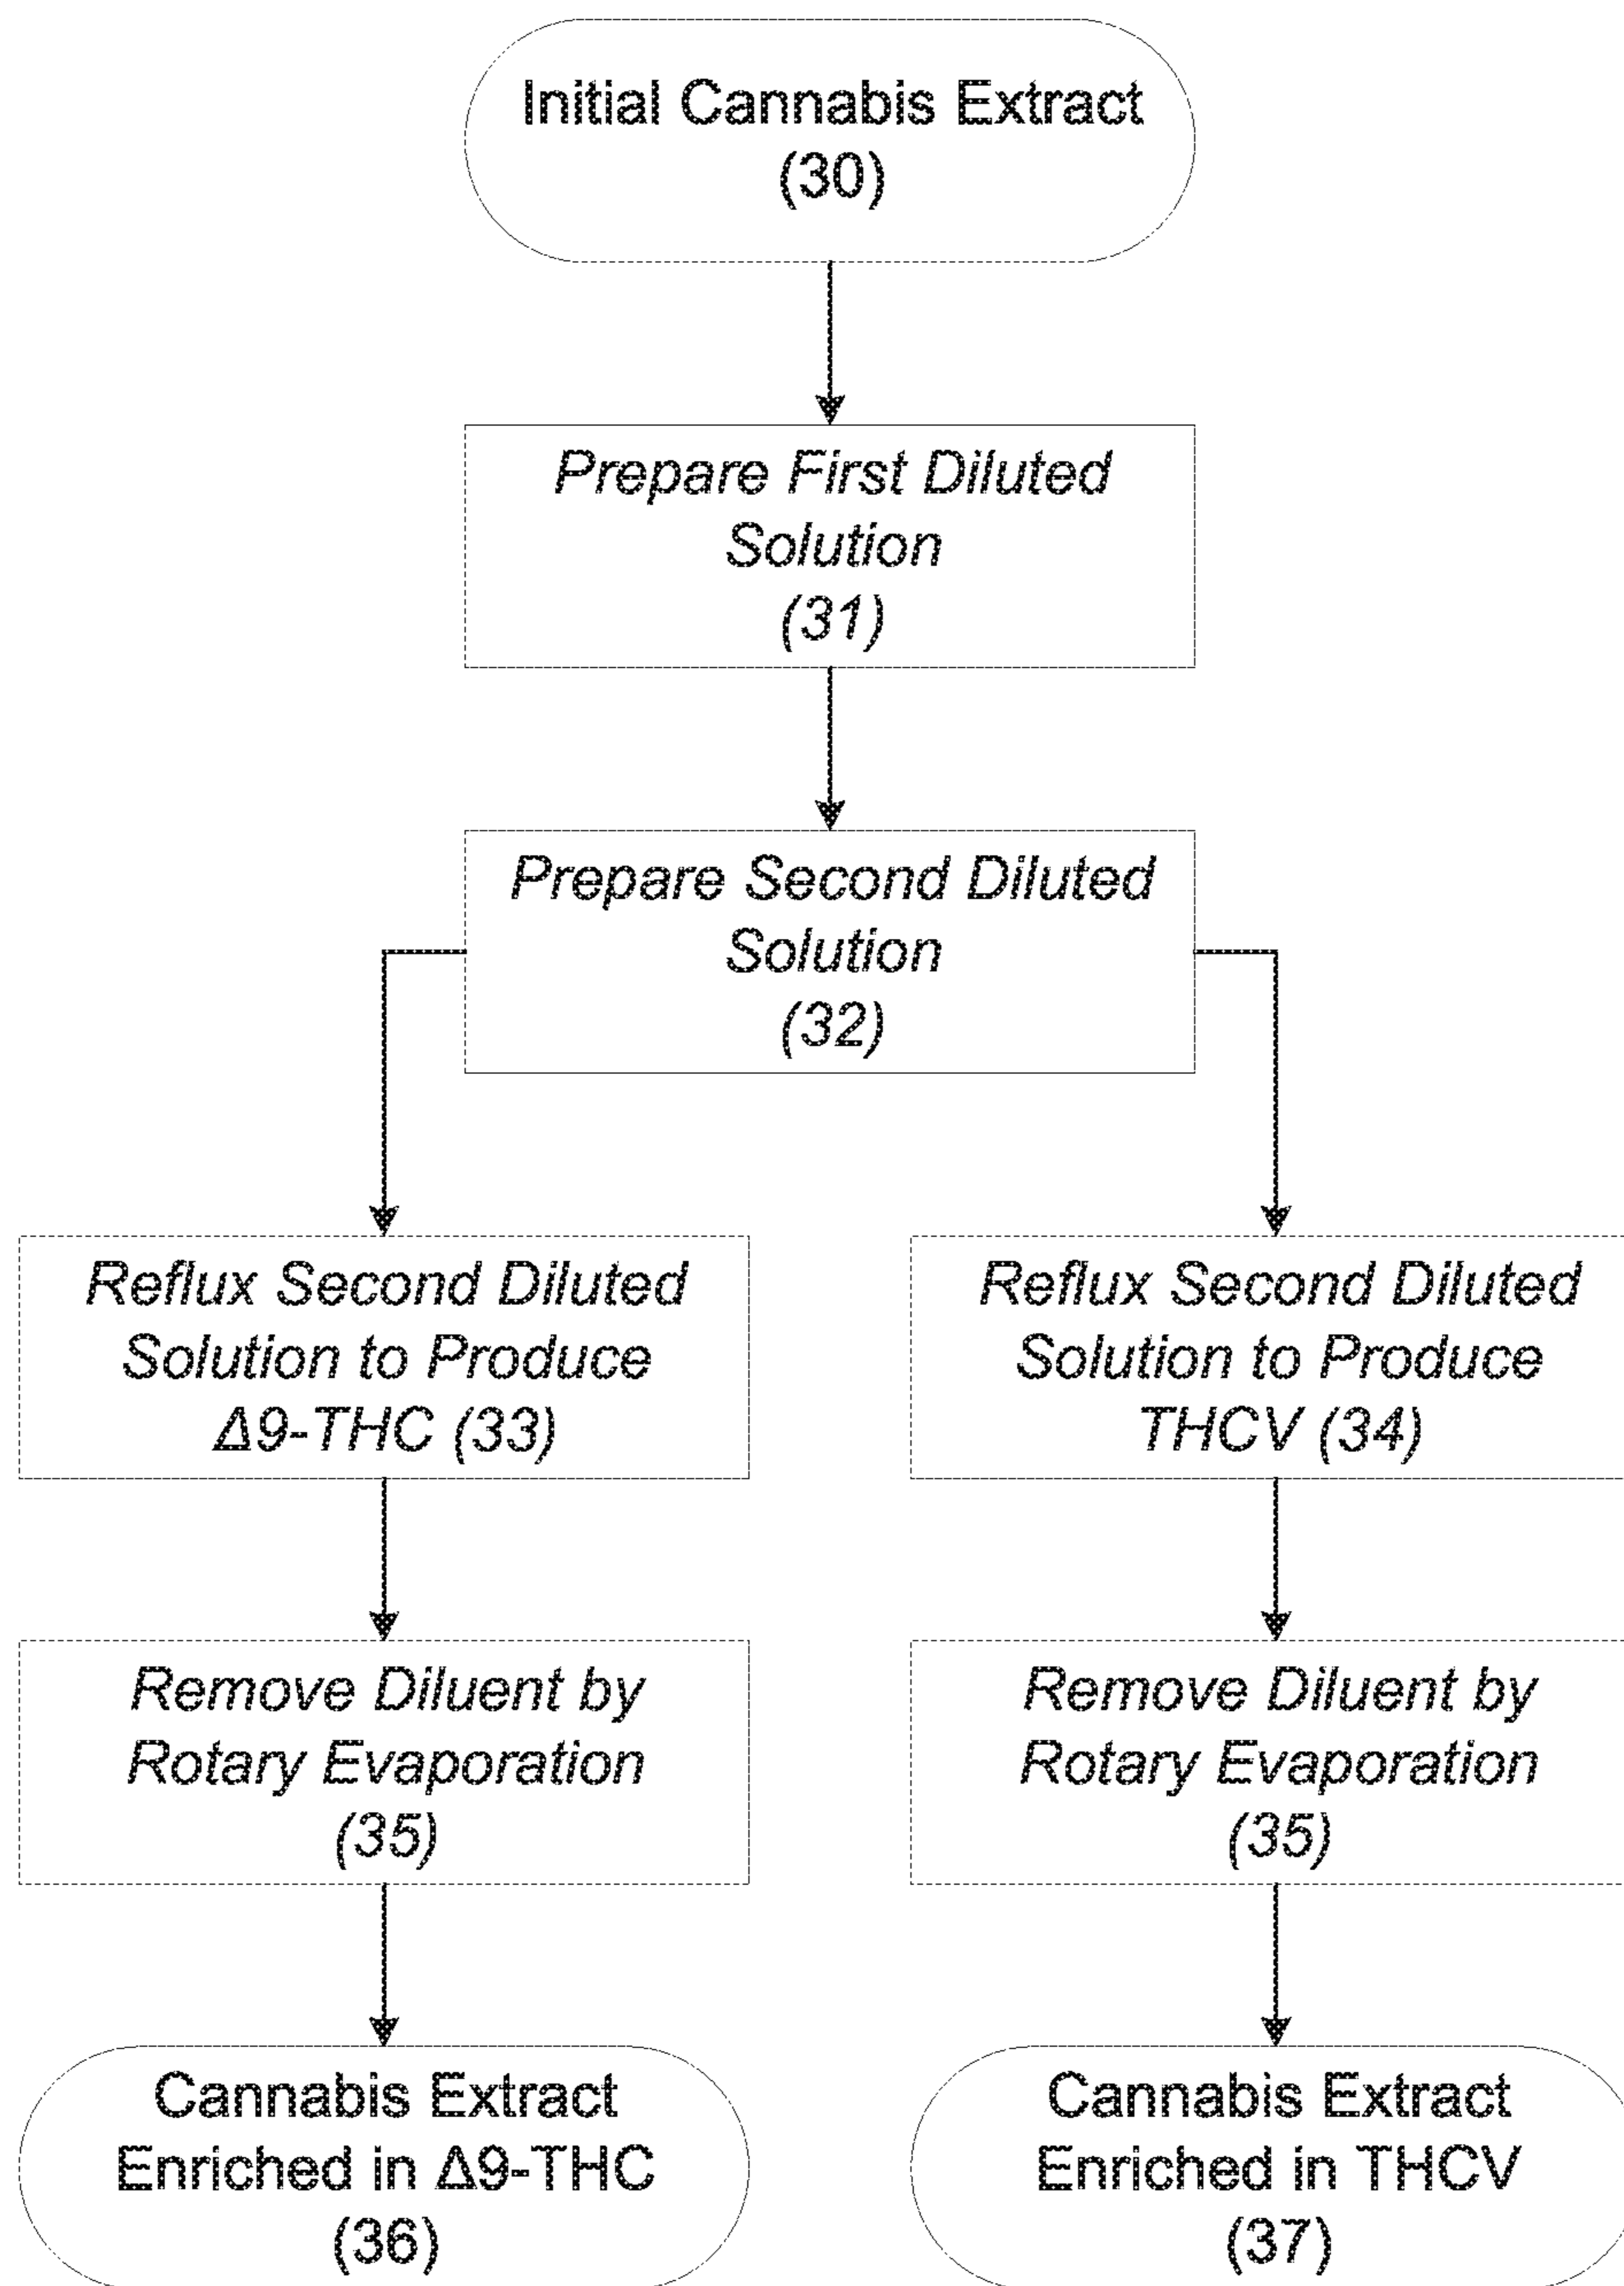 Initial Cannabis Extract
(30)
Prepare First Diluted
Solution
(31)
Prepare Second Diluted
Solution
(32)
Reflux Second Diluted
Solution to Produce
Δ9-THC (33)
Reflux Second Diluted
Solution to Produce
THCV (34)
Remove Diluent by
Rotary Evaporation
(35)
Remove Diluent by
Rotary Evaporation
(35)
Cannabis Extract
Enriched in Δ9-THC
(36)
Cannabis Extract
Enriched in THCV
(37)